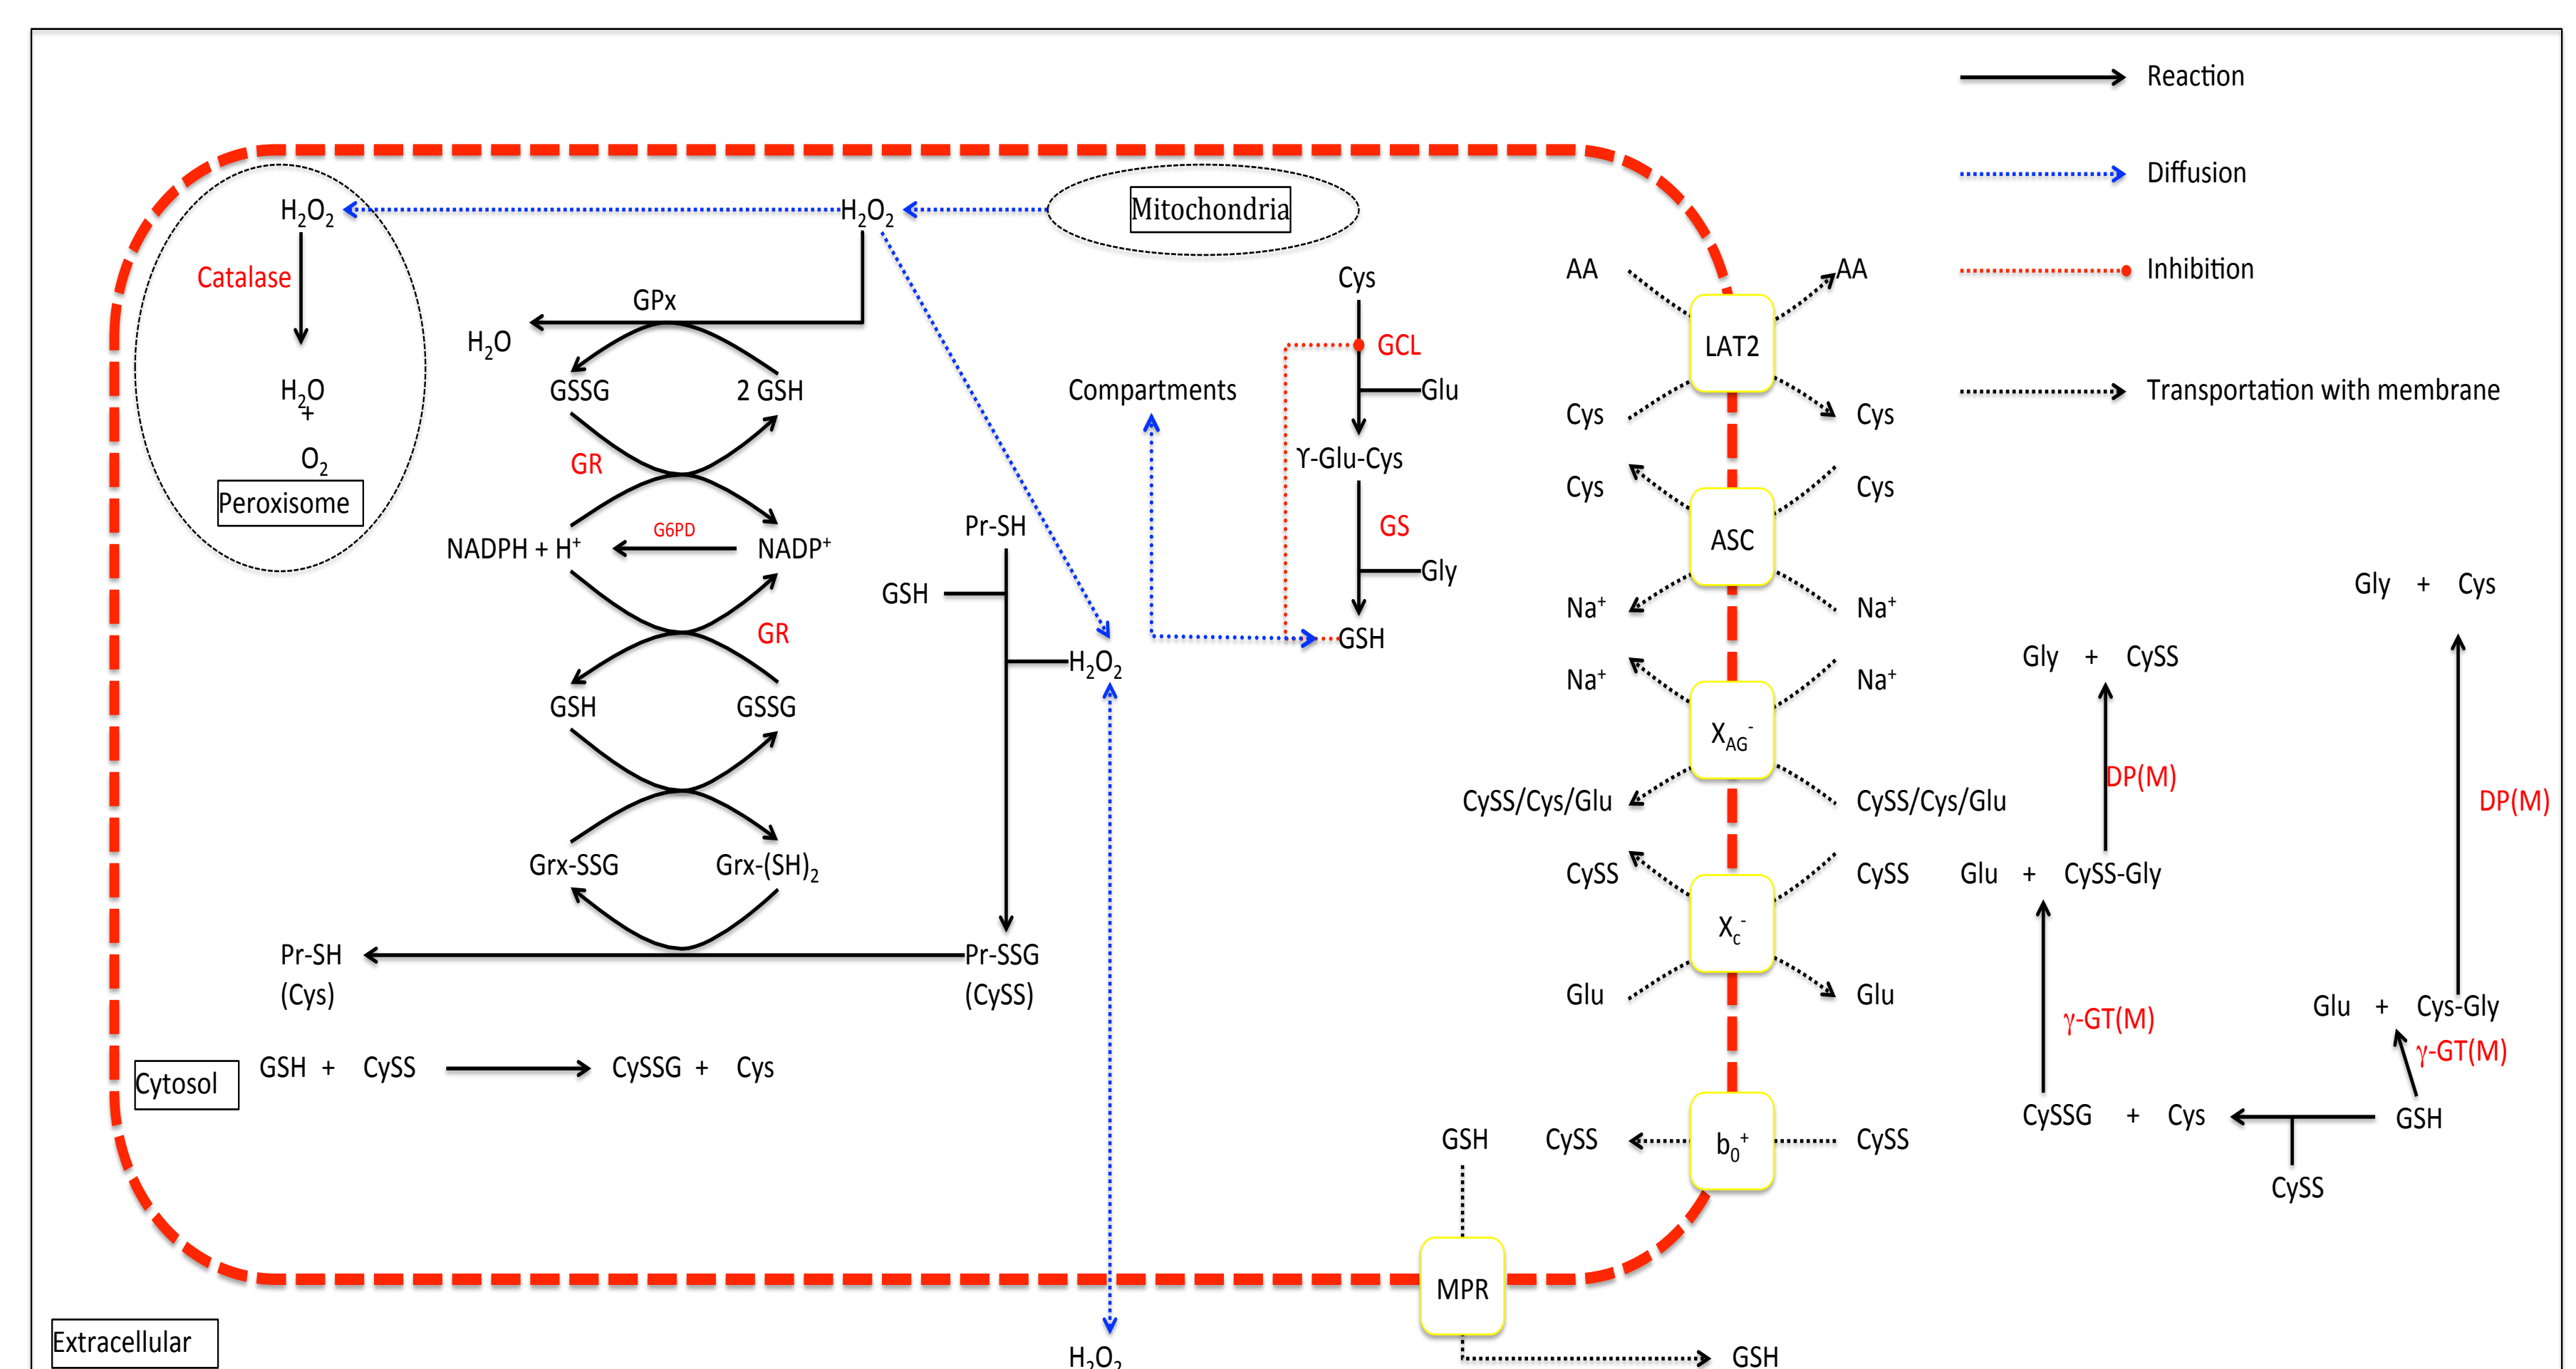 Reaction
Diffusion
Inhibition
Transportation with membrane
H₂O₂
Catalase
H₂O
+
O₂
Peroxisome
H₂O₂
Mitochondria
GPx
H₂O
GSSG
2 GSH
GR
NADPH + H⁺
G6PD
NADP⁺
GR
GSH
GSSG
Grx-SSG
Grx-(SH)₂
Pr-SH
(Cys)
Pr-SH
GSH
H₂O₂
Pr-SSG
(CySS)
Cytosol
GSH + CySS
CySSG + Cys
Compartments
Cys
GCL
Glu
ϒ-Glu-Cys
GS
Gly
GSH
AA
AA
LAT2
Cys
Cys
Cys
Cys
ASC
Na⁺
Na⁺
Na⁺
Na⁺
X_AG⁻
CySS/Cys/Glu
CySS/Cys/Glu
CySS
CySS
X_c⁻
Glu
Glu
GSH
CySS
b₀⁺
CySS
MPR
GSH
Gly + Cys
Gly + CySS
DP(M)
DP(M)
Glu + CySS-Gly
Glu + Cys-Gly
γ-GT(M)
γ-GT(M)
CySSG + Cys
GSH
CySS
Extracellular
H₂O₂